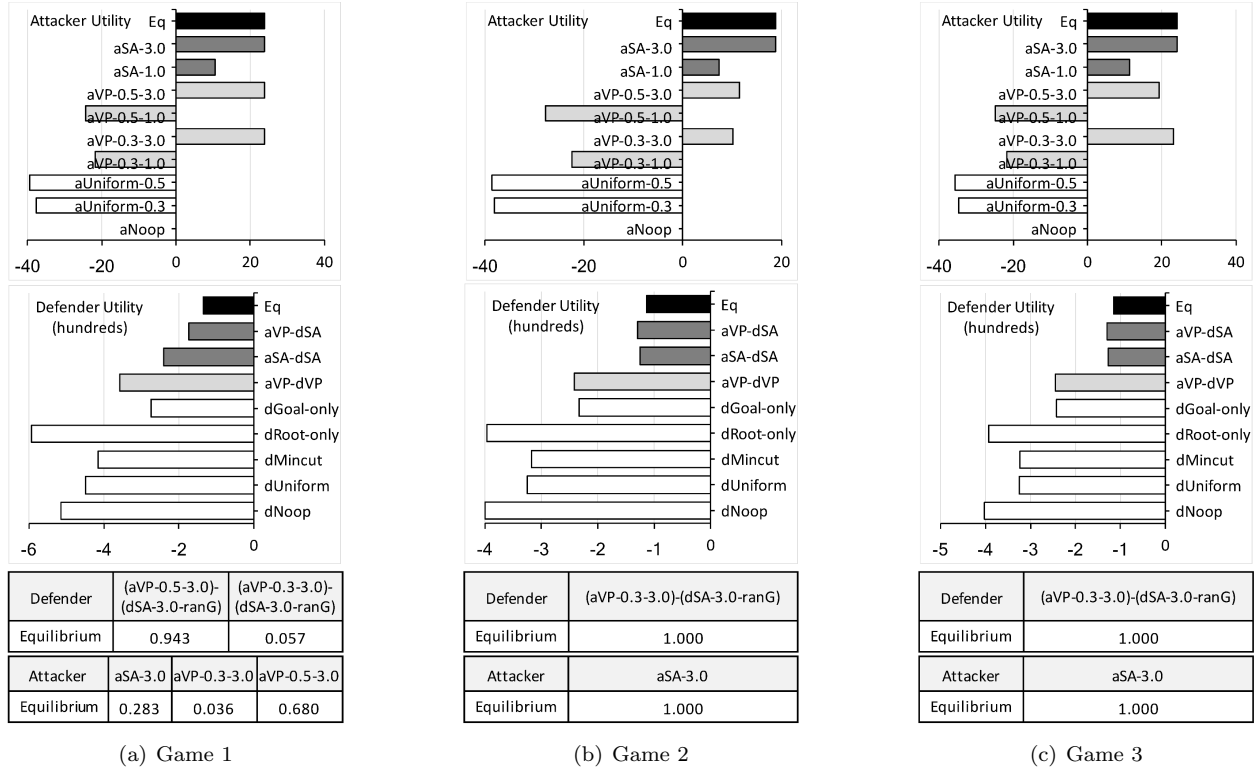 Attacker Utility Eq
aSA-3.0
aSA-1.0
aVP-0.5-3.0
aVP-0.5-1.0
aVP-0.3-3.0
aVP-0.3-1.0
aUniform-0.5
aUniform-0.3
aNoop
-40 -20 0 20 40
Defender Utility Eq
(hundreds) aVP-dSA
aSA-dSA
aVP-dVP
dGoal-only
dRoot-only
dMincut
dUniform
dNoop
-6 -4 -2 0
Defender (aVP-0.5-3.0)- (aVP-0.3-3.0)-
(dSA-3.0-ranG) (dSA-3.0-ranG)
Equilibrium 0.943 0.057
Attacker aSA-3.0 aVP-0.3-3.0 aVP-0.5-3.0
Equilibrium 0.283 0.036 0.680
(a) Game 1
Attacker Utility Eq
aSA-3.0
aSA-1.0
aVP-0.5-3.0
aVP-0.5-1.0
aVP-0.3-3.0
aVP-0.3-1.0
aUniform-0.5
aUniform-0.3
aNoop
-40 -20 0 20
Defender Utility Eq
(hundreds) aVP-dSA
aSA-dSA
aVP-dVP
dGoal-only
dRoot-only
dMincut
dUniform
dNoop
-4 -3 -2 -1 0
Defender (aVP-0.3-3.0)-(dSA-3.0-ranG)
Equilibrium 1.000
Attacker aSA-3.0
Equilibrium 1.000
(b) Game 2
Attacker Utility Eq
aSA-3.0
aSA-1.0
aVP-0.5-3.0
aVP-0.5-1.0
aVP-0.3-3.0
aVP-0.3-1.0
aUniform-0.5
aUniform-0.3
aNoop
-40 -20 0 20 40
Defender Utility Eq
(hundreds) aVP-dSA
aSA-dSA
aVP-dVP
dGoal-only
dRoot-only
dMincut
dUniform
dNoop
-5 -4 -3 -2 -1 0
Defender (aVP-0.3-3.0)-(dSA-3.0-ranG)
Equilibrium 1.000
Attacker aSA-3.0
Equilibrium 1.000
(c) Game 3